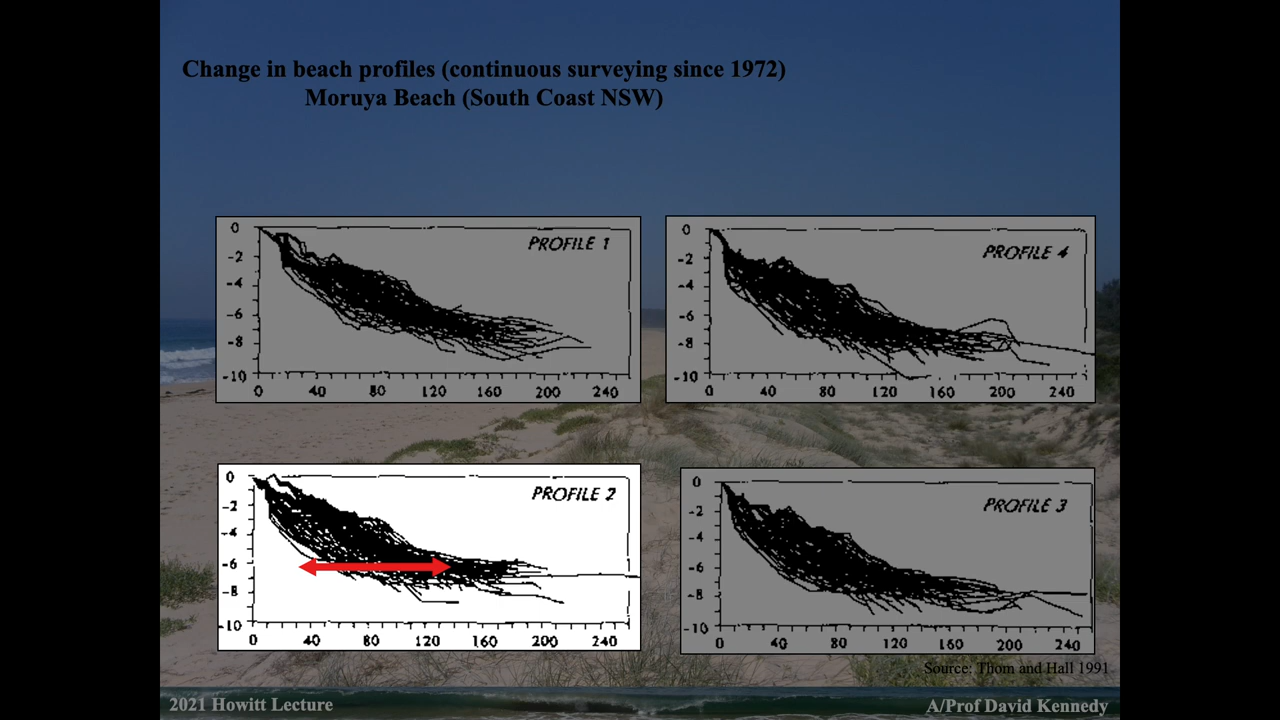 Change in beach profiles (continuous surveying since 1972)
Moruya Beach (South Coast NSW)
PROFILE 1
0
-2
-4
-6
-8
-10
0 40 80 120 160 200 240
PROFILE 4
0
-2
-4
-6
-8
-10
0 40 80 120 160 200 240
PROFILE 2
0
-2
-4
-6
-8
-10
0 40 80 120 160 200 240
PROFILE 3
0
-2
-4
-6
-8
-10
0 40 80 120 160 200 240
Source: Thom and Hall 1991
2021 Howitt Lecture
A/Prof David Kennedy